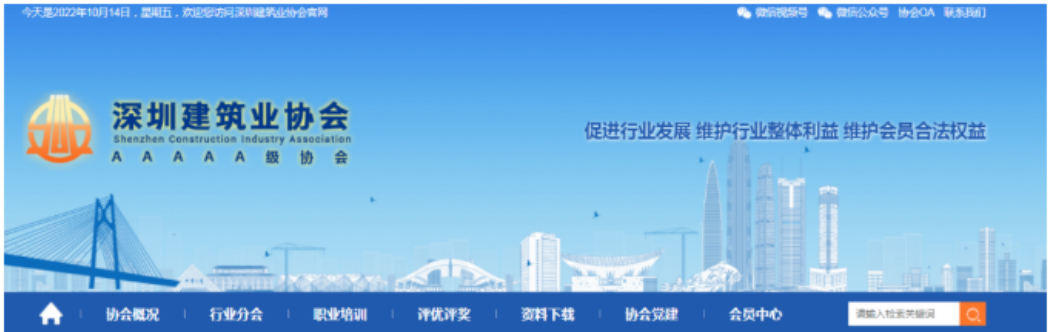 今天是2022年10月14日，星期五，欢迎您访问深圳建筑业协会官网
微信视频号 微信公众号 协会OA 联系我们
深圳建筑业协会
Shenzhen Construction Industry Association
AAAAA级协会
促进行业发展 维护行业整体利益 维护会员合法权益
协会概况 行业分会 职业培训 评优评奖 资料下载 协会党建 会员中心 请输入检索关键词